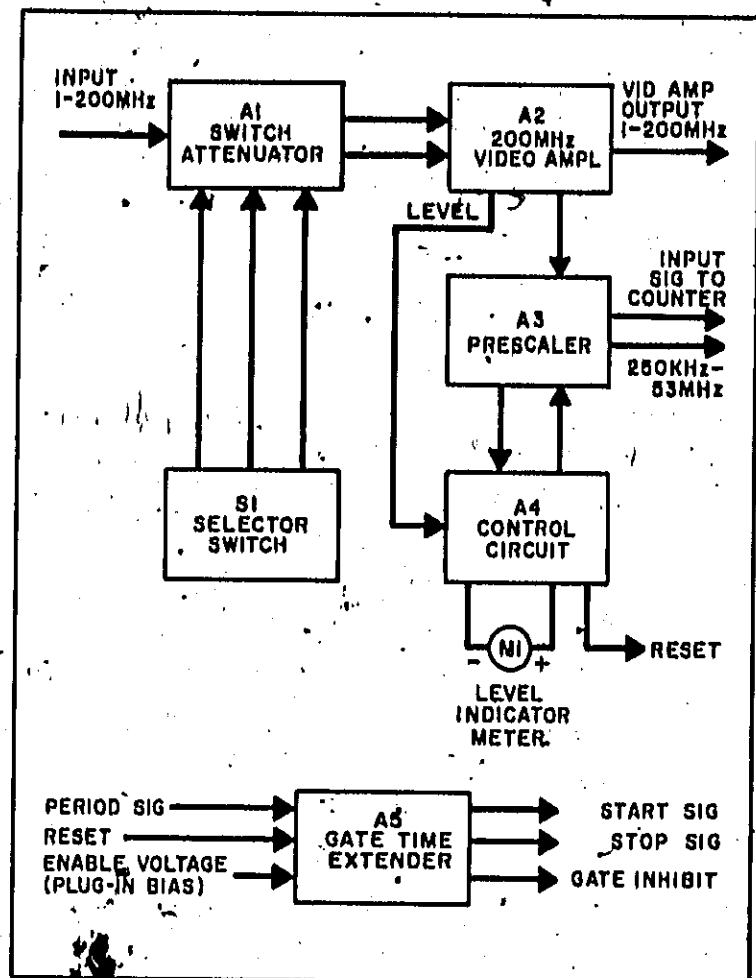 INPUT
1-200MHz
A1
SWITCH
ATTENUATOR
A2
200MHz
VIDEO AMPL
VID AMP
OUTPUT
1-200MHz
LEVEL
A3
PRESCALER
INPUT
SIG TO
COUNTER
250KHz-
53MHz
S1
SELECTOR
SWITCH
A4
CONTROL
CIRCUIT
- M1 +
RESET
LEVEL
INDICATOR
METER.
PERIOD SIG
RESET
ENABLE VOLTAGE
(PLUG-IN BIAS)
A5
GATE TIME
EXTENDER
START SIG
STOP SIG
GATE INHIBIT